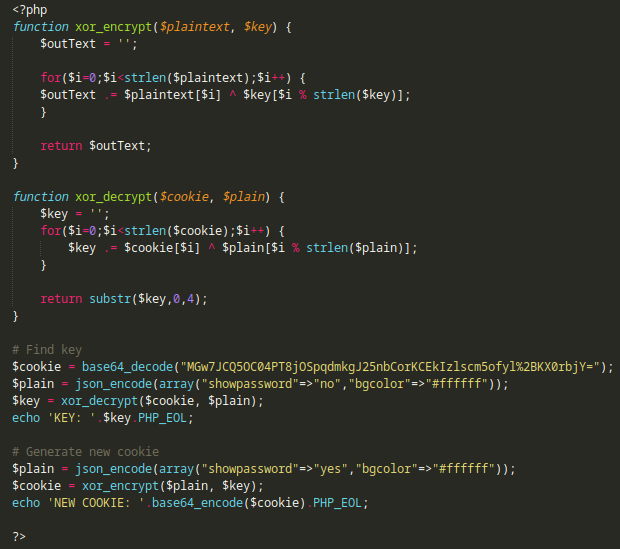 <?php
function xor_encrypt($plaintext, $key) {
    $outText = '';

    for($i=0;$i<strlen($plaintext);$i++) {
    $outText .= $plaintext[$i] ^ $key[$i % strlen($key)];
    }

    return $outText;
}

function xor_decrypt($cookie, $plain) {
    $key = '';
    for($i=0;$i<strlen($cookie);$i++) {
        $key .= $cookie[$i] ^ $plain[$i % strlen($plain)];
    }

    return substr($key,0,4);
}

# Find key
$cookie = base64_decode("MGw7JCQ5OC04PT8jOSpqdmkgJ25nbCorKCEkIzlscm5ofyl%2BKX0rbjY=");
$plain = json_encode(array("showpassword"=>"no","bgcolor"=>"#ffffff"));
$key = xor_decrypt($cookie, $plain);
echo 'KEY: '.$key.PHP_EOL;

# Generate new cookie
$plain = json_encode(array("showpassword"=>"yes","bgcolor"=>"#ffffff"));
$cookie = xor_encrypt($plain, $key);
echo 'NEW COOKIE: '.base64_encode($cookie).PHP_EOL;

?>